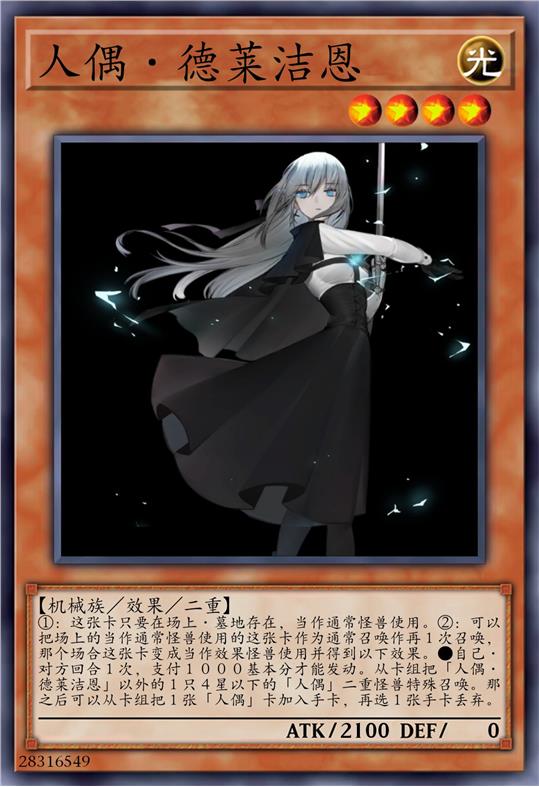 人偶·德莱洁恩
光
【机械族／效果／二重】
①：这张卡只要在场上·墓地存在，当作通常怪兽使用。②：可以
把场上的当作通常怪兽使用的这张卡作为通常召唤作再１次召唤，
那个场合这张卡变成当作效果怪兽使用并得到以下效果。●自己·
对方回合１次，支付１０００基本分才能发动。从卡组把「人偶·
德莱洁恩」以外的１只４星以下的「人偶」二重怪兽特殊召唤。那
之后可以从卡组把１张「人偶」卡加入手卡，再选１张手卡丢弃。
ATK/2100 DEF/ 0
28316549